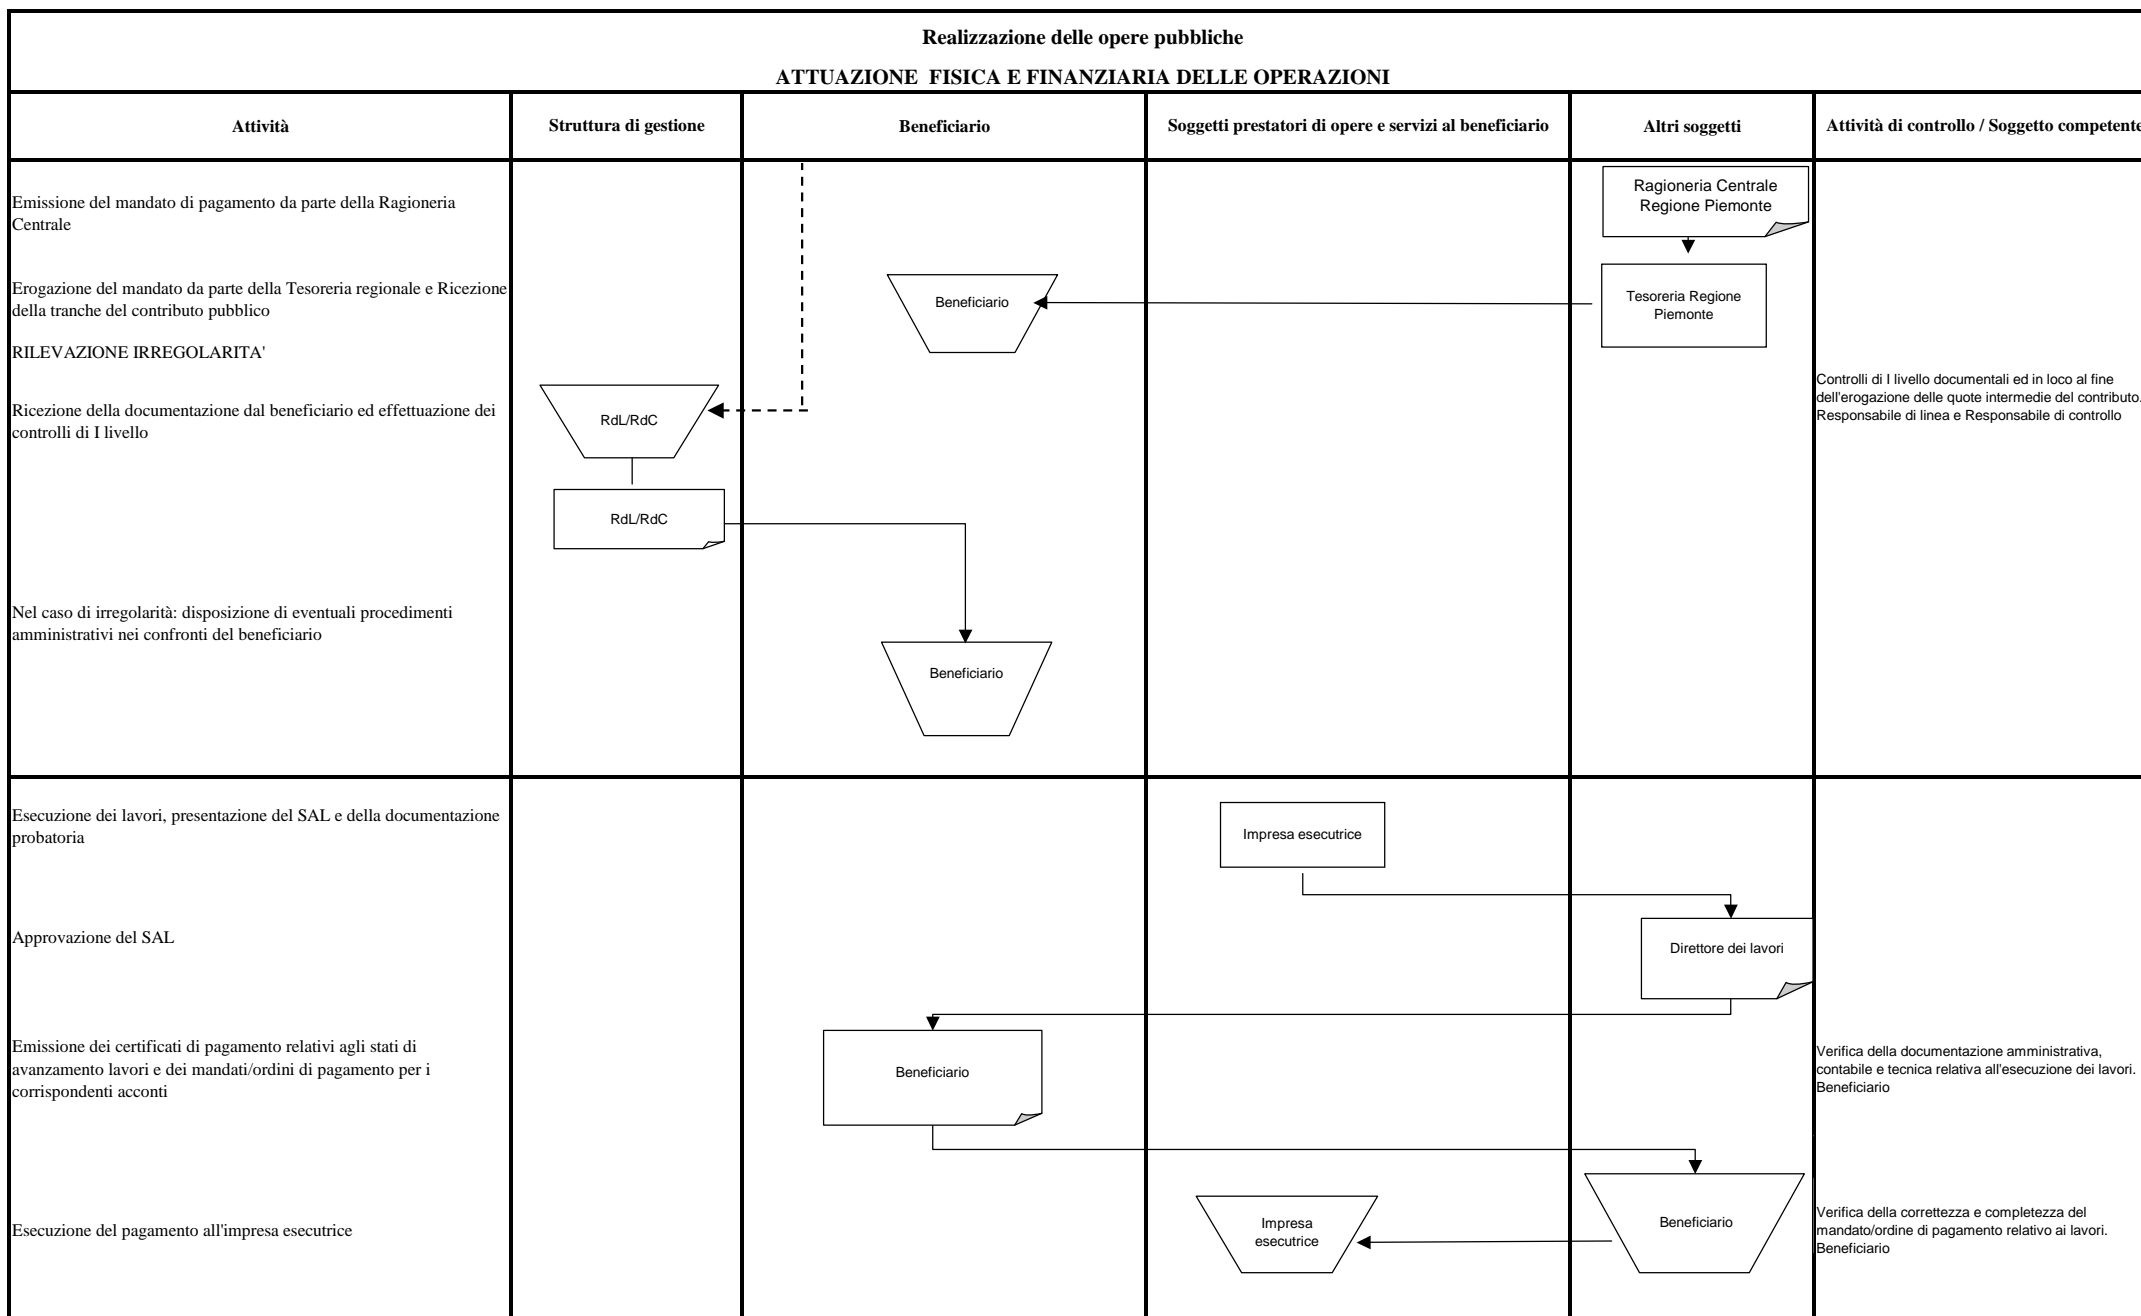 Realizzazione delle opere pubbliche
ATTUAZIONE FISICA E FINANZIARIA DELLE OPERAZIONI
Attività
Struttura di gestione
Beneficiario
Soggetti prestatori di opere e servizi al beneficiario
Altri soggetti
Attività di controllo / Soggetto competente
Emissione del mandato di pagamento da parte della Ragioneria
Centrale
Ragioneria Centrale
Regione Piemonte
Erogazione del mandato da parte della Tesoreria regionale e Ricezione
della tranche del contributo pubblico
Beneficiario
Tesoreria Regione
Piemonte
RILEVAZIONE IRREGOLARITA'
Ricezione della documentazione dal beneficiario ed effettuazione dei
controlli di I livello
RdL/RdC
Controlli di I livello documentali ed in loco al fine
dell'erogazione delle quote intermedie del contributo.
Responsabile di linea e Responsabile di controllo
RdL/RdC
Nel caso di irregolarità: disposizione di eventuali procedimenti
amministrativi nei confronti del beneficiario
Beneficiario
Esecuzione dei lavori, presentazione del SAL e della documentazione
probatoria
Impresa esecutrice
Approvazione del SAL
Direttore dei lavori
Emissione dei certificati di pagamento relativi agli stati di
avanzamento lavori e dei mandati/ordini di pagamento per i
corrispondenti acconti
Beneficiario
Verifica della documentazione amministrativa,
contabile e tecnica relativa all'esecuzione dei lavori.
Beneficiario
Esecuzione del pagamento all'impresa esecutrice
Impresa
esecutrice
Beneficiario
Verifica della correttezza e completezza del
mandato/ordine di pagamento relativo ai lavori.
Beneficiario